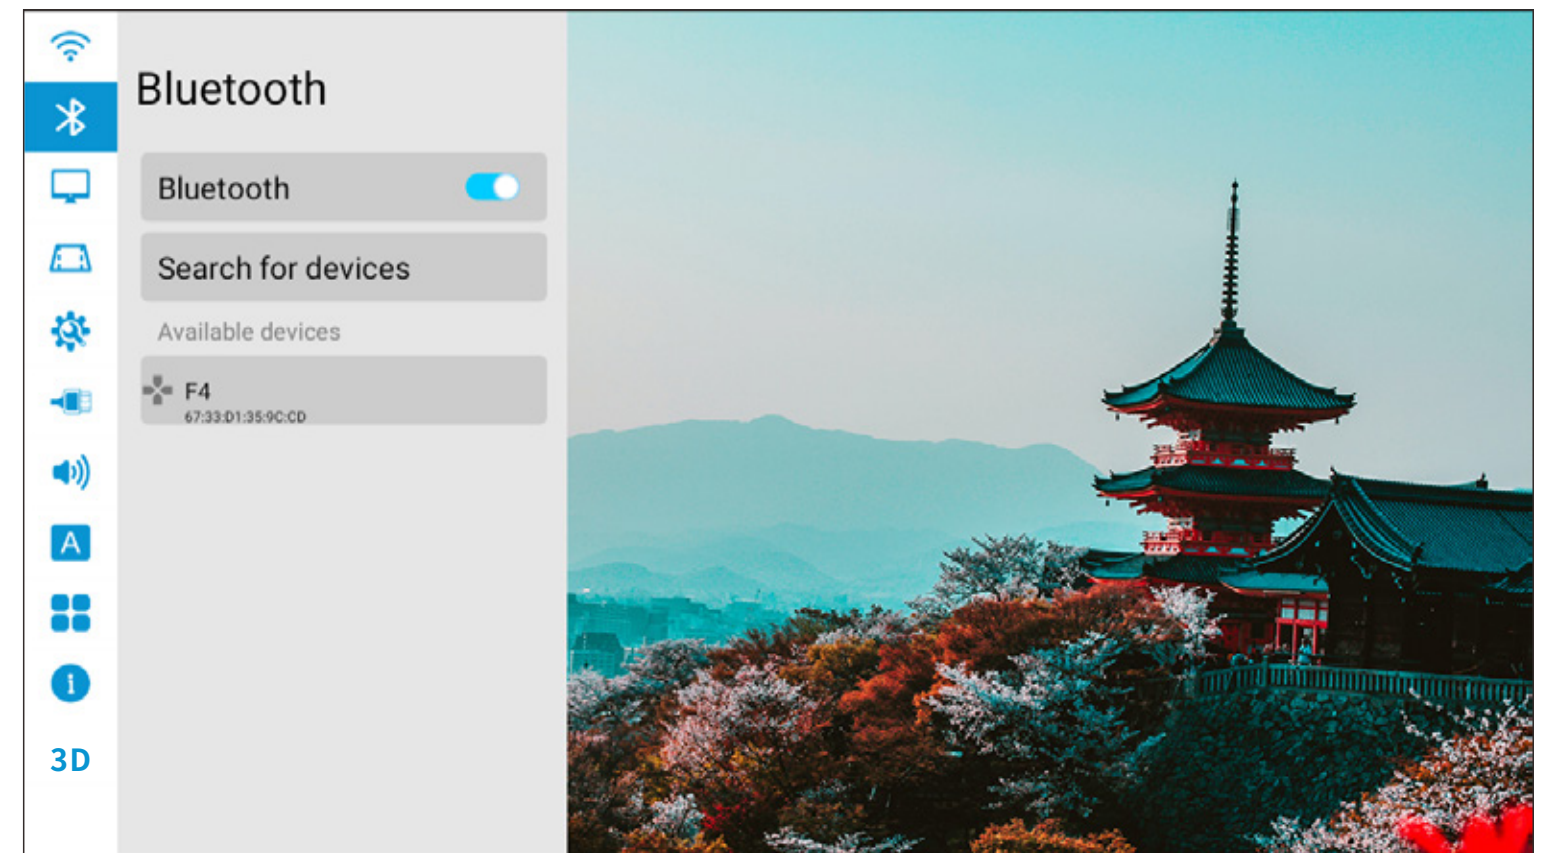 Bluetooth
Bluetooth
Search for devices
Available devices
F4
67:33:D1:35:9C:CD
A
i
3D